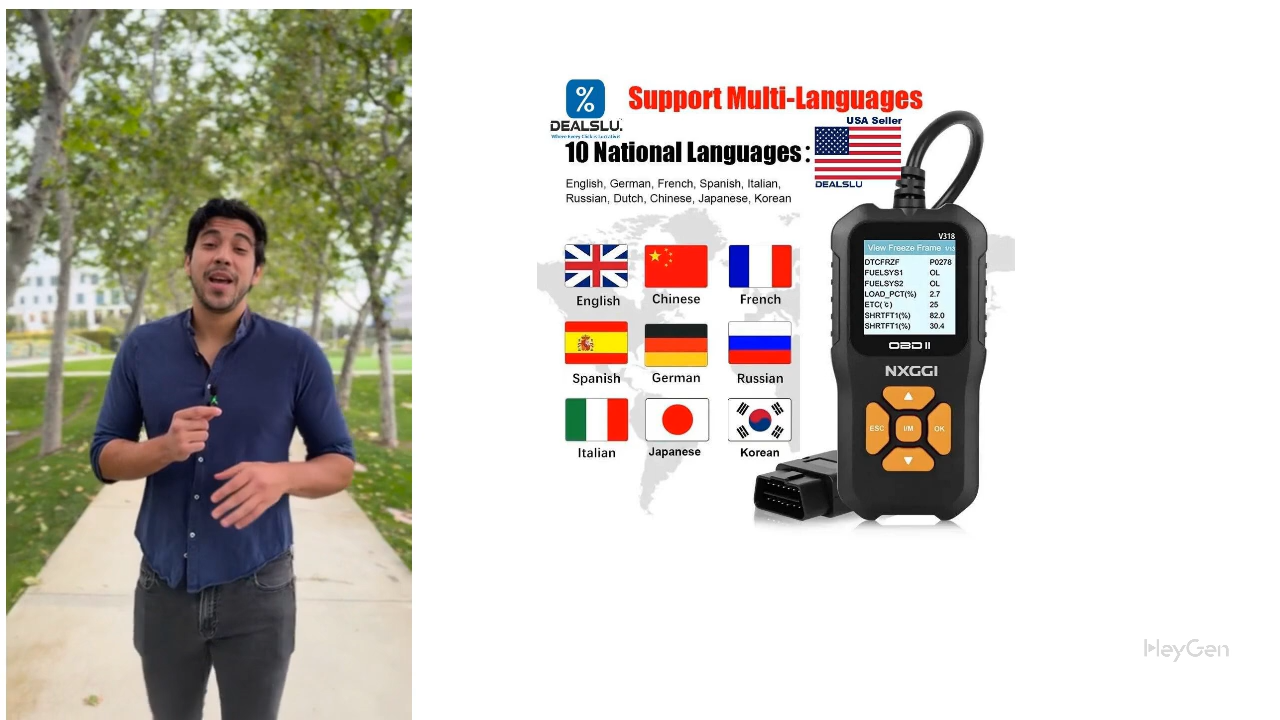 %
Support Multi-Languages
DEALSLU.
USA Seller
10 National Languages:
English, German, French, Spanish, Italian,
Russian, Dutch, Chinese, Japanese, Korean
DEALSLU
English
Chinese
French
Spanish
German
Russian
Italian
Japanese
Korean
V318
View Freeze Frame 1/13
DTCFRZF P0278
FUELSYS1 OL
FUELSYS2 OL
LOAD_PCT(%) 2.7
ETC(℃) 25
SHRTFT1(%) 82.0
SHRTFT1(%) 30.4
OBD II
NXGGI
ESC
I/M
OK
HeyGen